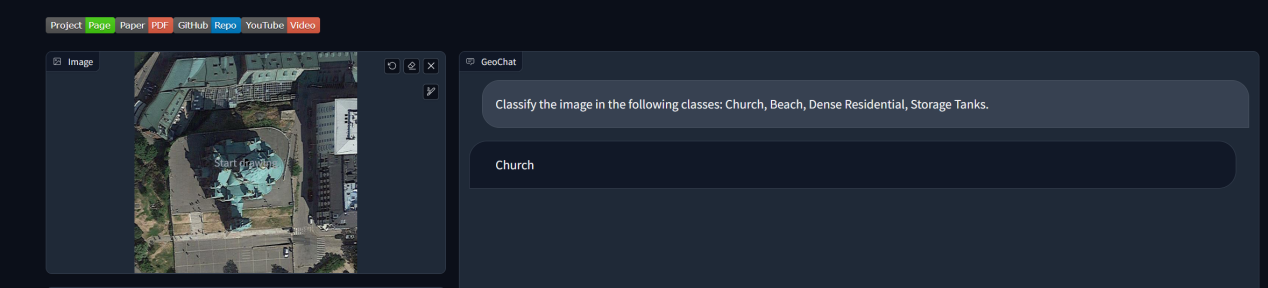 Project Page Paper PDF GitHub Repo YouTube Video
Image
Start drawing
GeoChat
Classify the image in the following classes: Church, Beach, Dense Residential, Storage Tanks.
Church